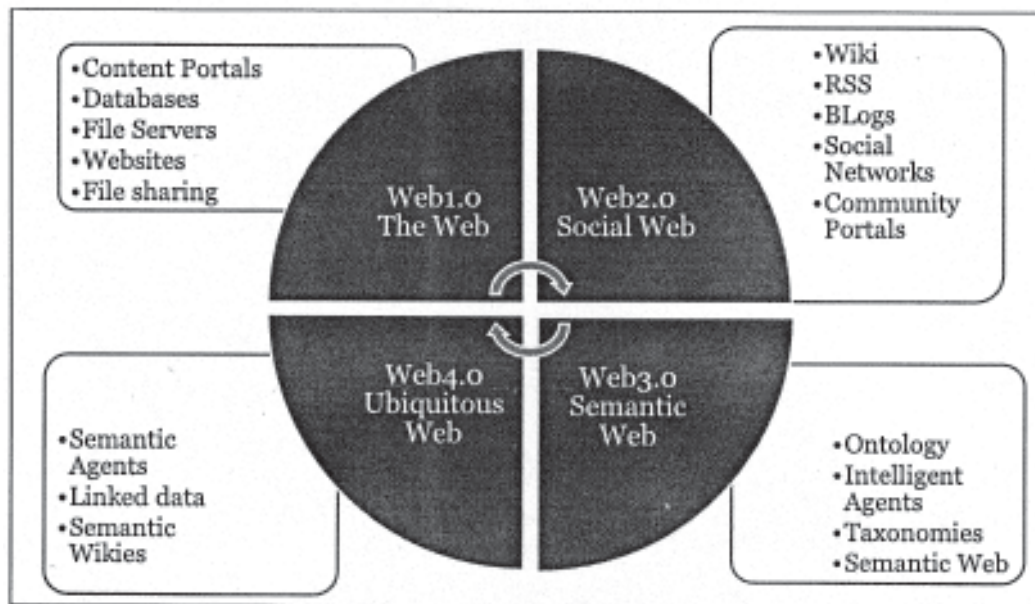 •Content Portals
•Databases
•File Servers
•Websites
•File sharing
Web1.0
The Web
Web2.0
Social Web
•Wiki
•RSS
•BLogs
•Social
Networks
•Community
Portals
Web4.0
Ubiquitous
Web
Web3.0
Semantic
Web
•Semantic
Agents
•Linked data
•Semantic
Wikies
•Ontology
•Intelligent
Agents
•Taxonomies
•Semantic Web